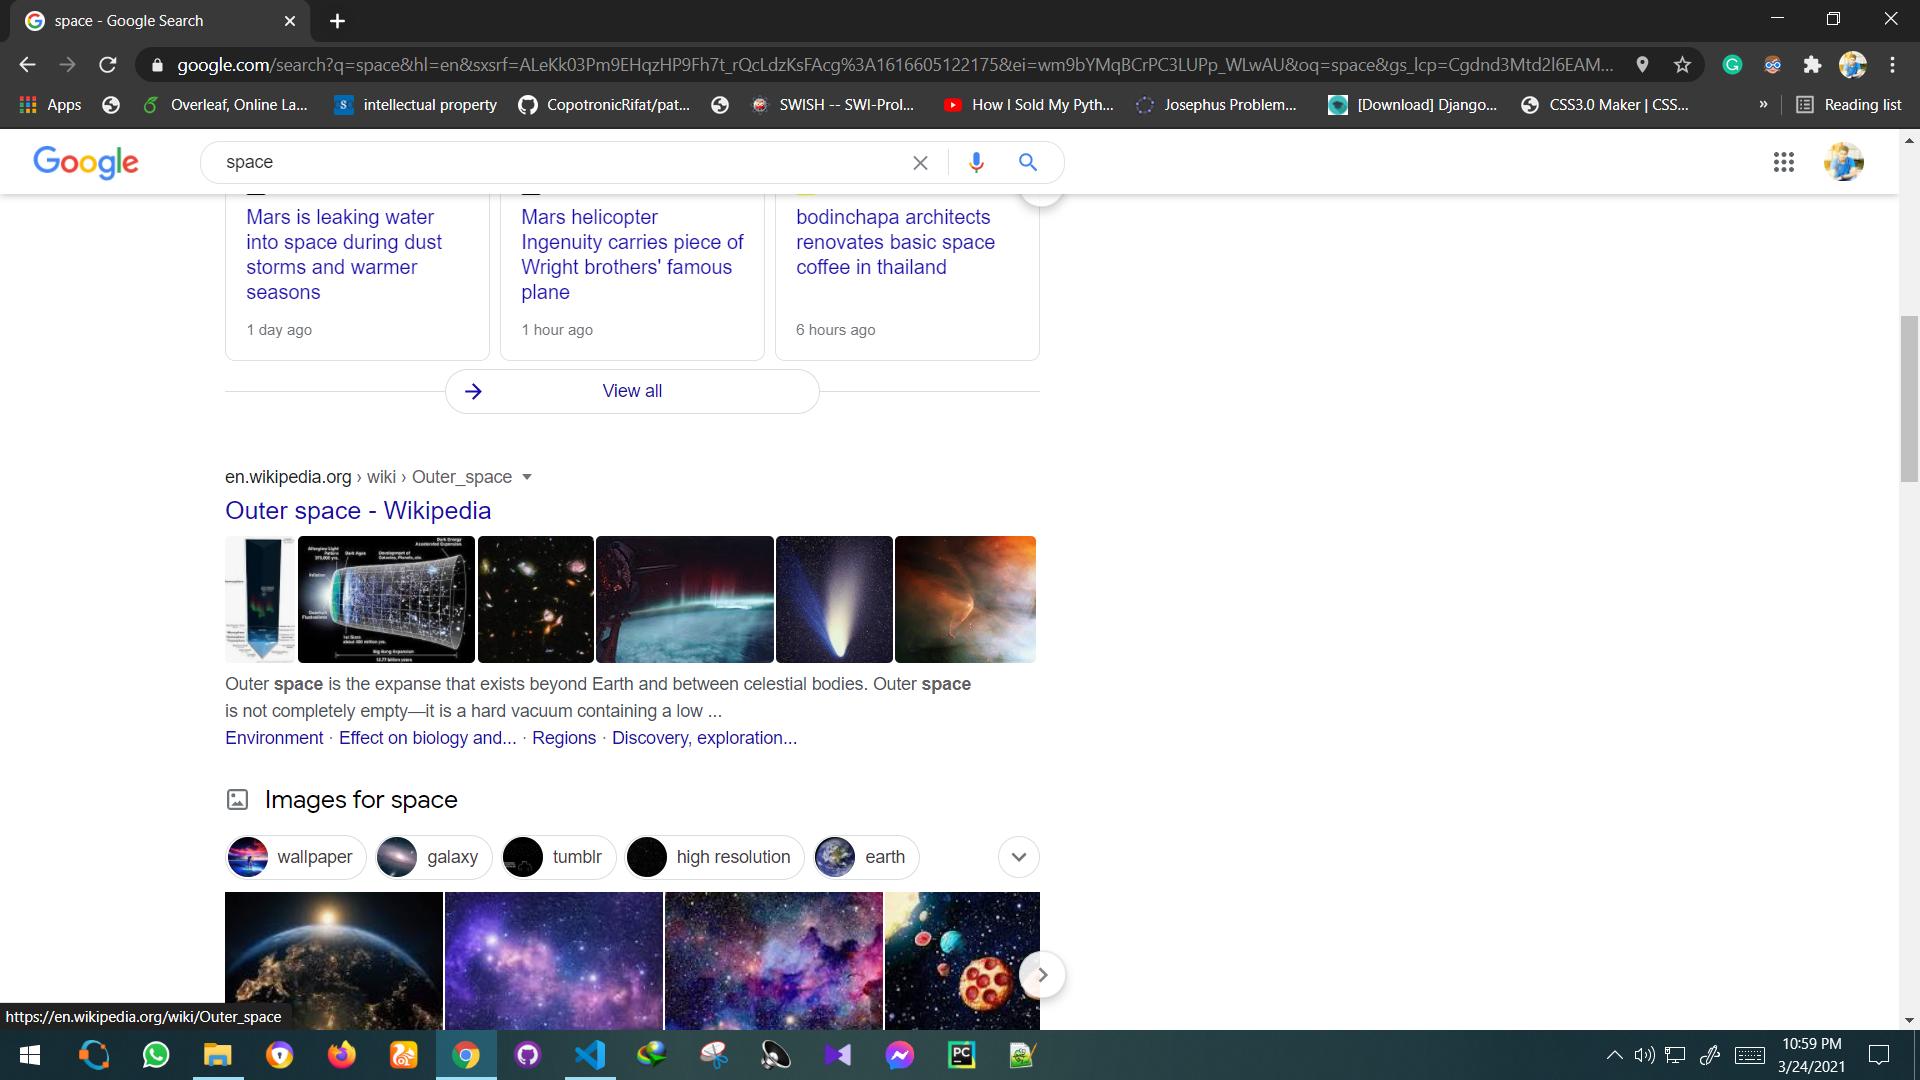 space - Google Search
google.com/search?q=space&hl=en&sxsrf=ALeKk03Pm9EHqzHP9Fh7t_rQcLdzKsFAcg%3A1616605122175&ei=wm9bYMqBCrPC3LUPp_WLwAU&oq=space&gs_lcp=Cgdnd3Mtd2l6EAM...
Apps Overleaf, Online La... intellectual property CopotronicRifat/pat... SWISH -- SWI-Prol... How I Sold My Pyth... Josephus Problem... [Download] Django... CSS3.0 Maker | CSS... » Reading list
Google space
Mars is leaking water
into space during dust
storms and warmer
seasons
1 day ago
Mars helicopter
Ingenuity carries piece of
Wright brothers' famous
plane
1 hour ago
bodinchapa architects
renovates basic space
coffee in thailand
6 hours ago
View all
en.wikipedia.org › wiki › Outer_space
Outer space - Wikipedia
Outer space is the expanse that exists beyond Earth and between celestial bodies. Outer space
is not completely empty—it is a hard vacuum containing a low ...
Environment · Effect on biology and... · Regions · Discovery, exploration...
Images for space
wallpaper galaxy tumblr high resolution earth
https://en.wikipedia.org/wiki/Outer_space
10:59 PM
3/24/2021